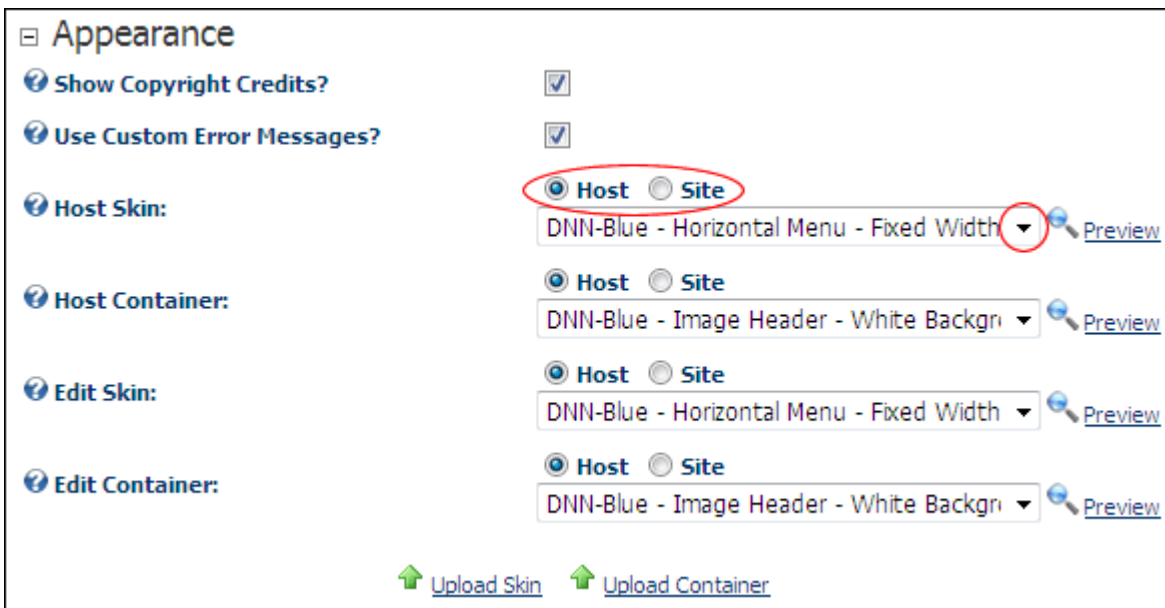 Appearance
Show Copyright Credits?
Use Custom Error Messages?
Host Site
Host Skin:
DNN-Blue - Horizontal Menu - Fixed Width Preview
Host Site
Host Container:
DNN-Blue - Image Header - White Backgr Preview
Host Site
Edit Skin:
DNN-Blue - Horizontal Menu - Fixed Width Preview
Host Site
Edit Container:
DNN-Blue - Image Header - White Backgr Preview
Upload Skin Upload Container